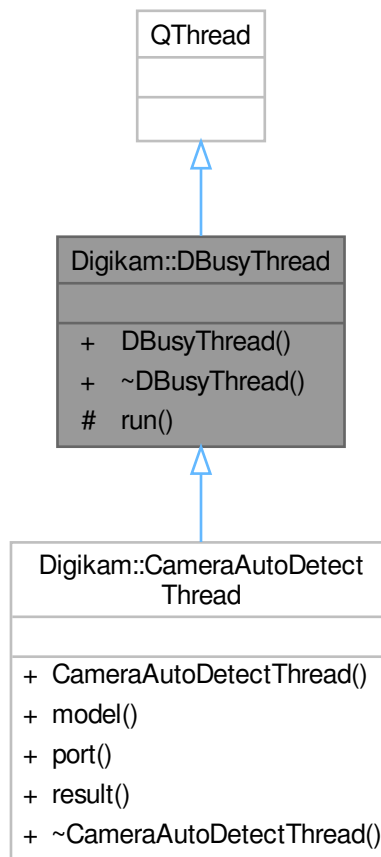 QThread
Digikam::DBusyThread
+ DBusyThread()
+ ~DBusyThread()
# run()
Digikam::CameraAutoDetect
Thread
+ CameraAutoDetectThread()
+ model()
+ port()
+ result()
+ ~CameraAutoDetectThread()